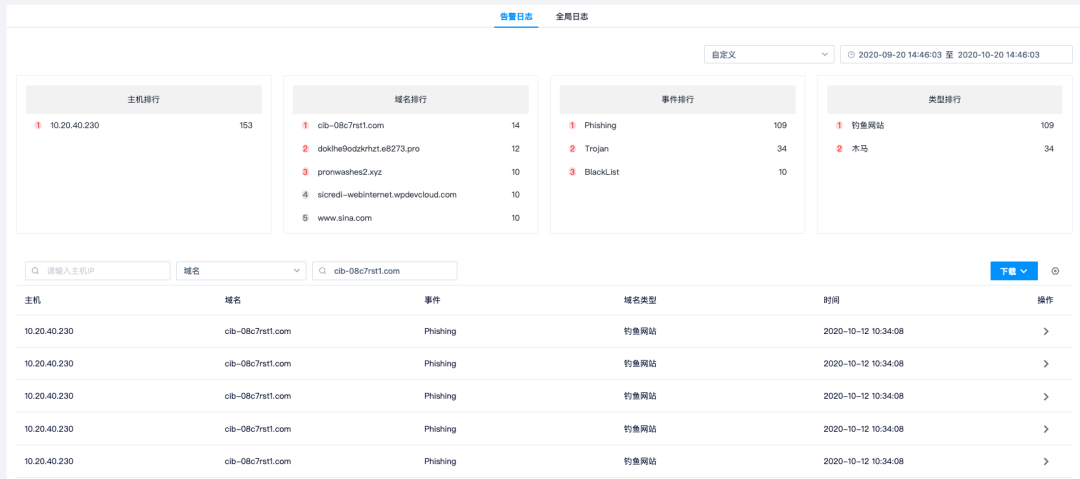 告警日志 全局日志
自定义 2020-09-20 14:46:03 至 2020-10-20 14:46:03
主机排行
1 10.20.40.230 153
域名排行
1 cib-08c7rst1.com 14
2 doklhe9odzkrhzt.e8273.pro 12
3 pronwashes2.xyz 10
4 sicredi-webinternet.wpdevcloud.com 10
5 www.sina.com 10
事件排行
1 Phishing 109
2 Trojan 34
3 BlackList 10
类型排行
1 钓鱼网站 109
2 木马 34
请输入主机IP 域名 cib-08c7rst1.com 下载
主机 域名 事件 域名类型 时间 操作
10.20.40.230 cib-08c7rst1.com Phishing 钓鱼网站 2020-10-12 10:34:08
10.20.40.230 cib-08c7rst1.com Phishing 钓鱼网站 2020-10-12 10:34:08
10.20.40.230 cib-08c7rst1.com Phishing 钓鱼网站 2020-10-12 10:34:08
10.20.40.230 cib-08c7rst1.com Phishing 钓鱼网站 2020-10-12 10:34:08
10.20.40.230 cib-08c7rst1.com Phishing 钓鱼网站 2020-10-12 10:34:08